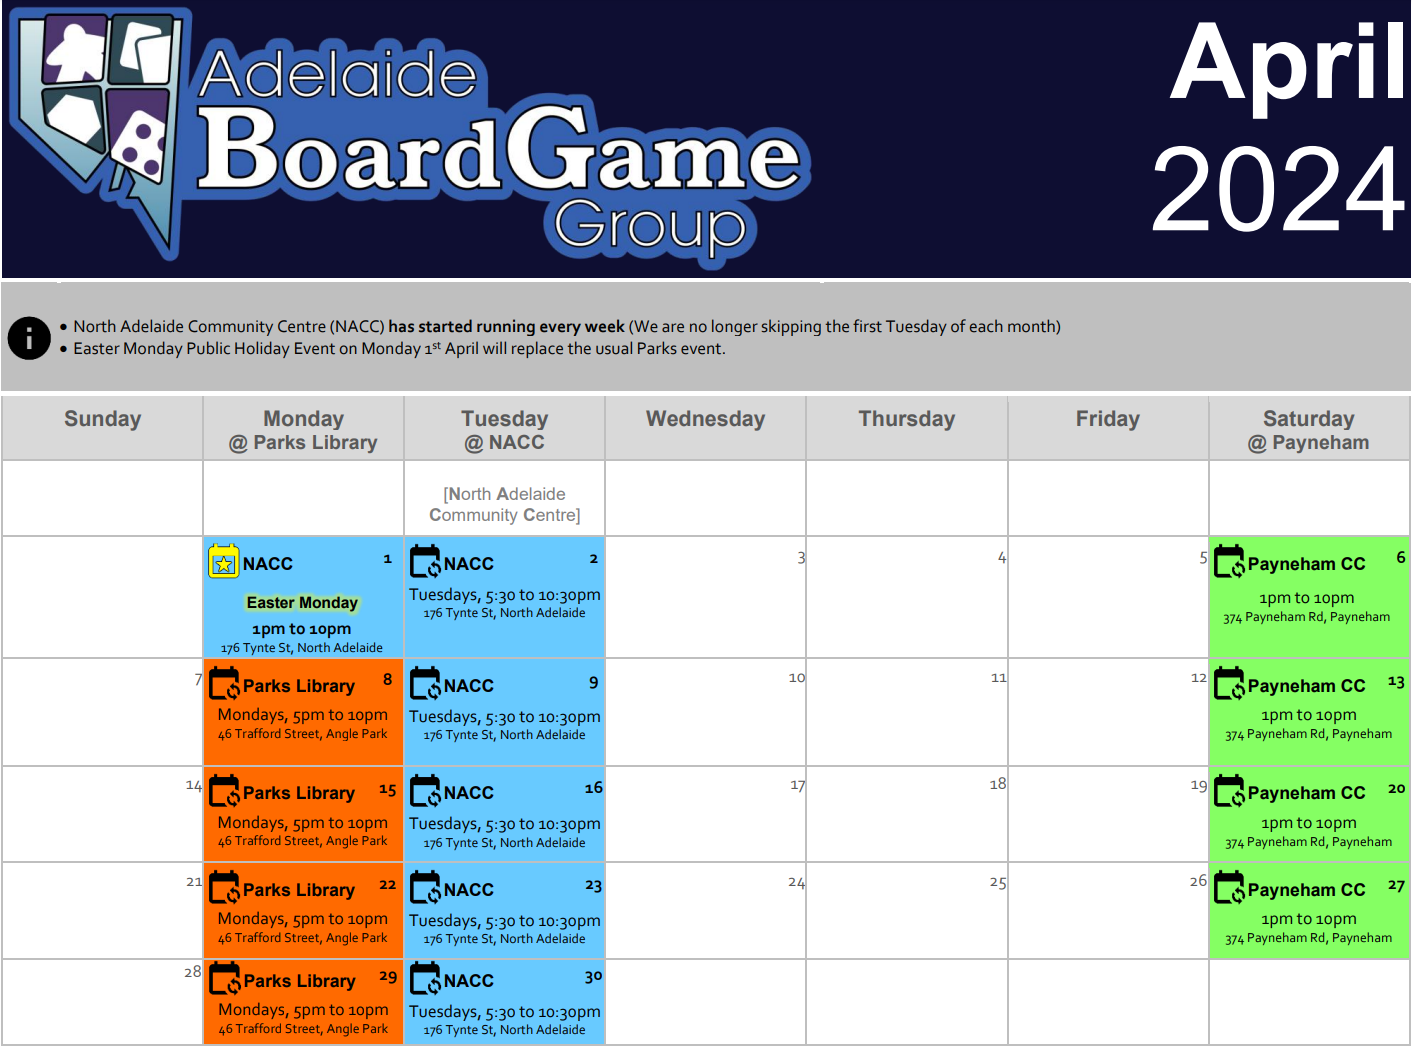 Adelaide
BoardGame
Group
April
2024
• North Adelaide Community Centre (NACC) has started running every week (We are no longer skipping the first Tuesday of each month)
• Easter Monday Public Holiday Event on Monday 1st April will replace the usual Parks event.
Sunday Monday Tuesday Wednesday Thursday Friday Saturday
@ Parks Library @ NACC @ Payneham
[North Adelaide
Community Centre]
NACC 1
Easter Monday
1pm to 10pm
176 Tynte St, North Adelaide
NACC 2
Tuesdays, 5:30 to 10:30pm
176 Tynte St, North Adelaide
3
4
5
Payneham CC 6
1pm to 10pm
374 Payneham Rd, Payneham
7
Parks Library 8
Mondays, 5pm to 10pm
46 Trafford Street, Angle Park
NACC 9
Tuesdays, 5:30 to 10:30pm
176 Tynte St, North Adelaide
10
11
12
Payneham CC 13
1pm to 10pm
374 Payneham Rd, Payneham
14
Parks Library 15
Mondays, 5pm to 10pm
46 Trafford Street, Angle Park
NACC 16
Tuesdays, 5:30 to 10:30pm
176 Tynte St, North Adelaide
17
18
19
Payneham CC 20
1pm to 10pm
374 Payneham Rd, Payneham
21
Parks Library 22
Mondays, 5pm to 10pm
46 Trafford Street, Angle Park
NACC 23
Tuesdays, 5:30 to 10:30pm
176 Tynte St, North Adelaide
24
25
26
Payneham CC 27
1pm to 10pm
374 Payneham Rd, Payneham
28
Parks Library 29
Mondays, 5pm to 10pm
46 Trafford Street, Angle Park
NACC 30
Tuesdays, 5:30 to 10:30pm
176 Tynte St, North Adelaide